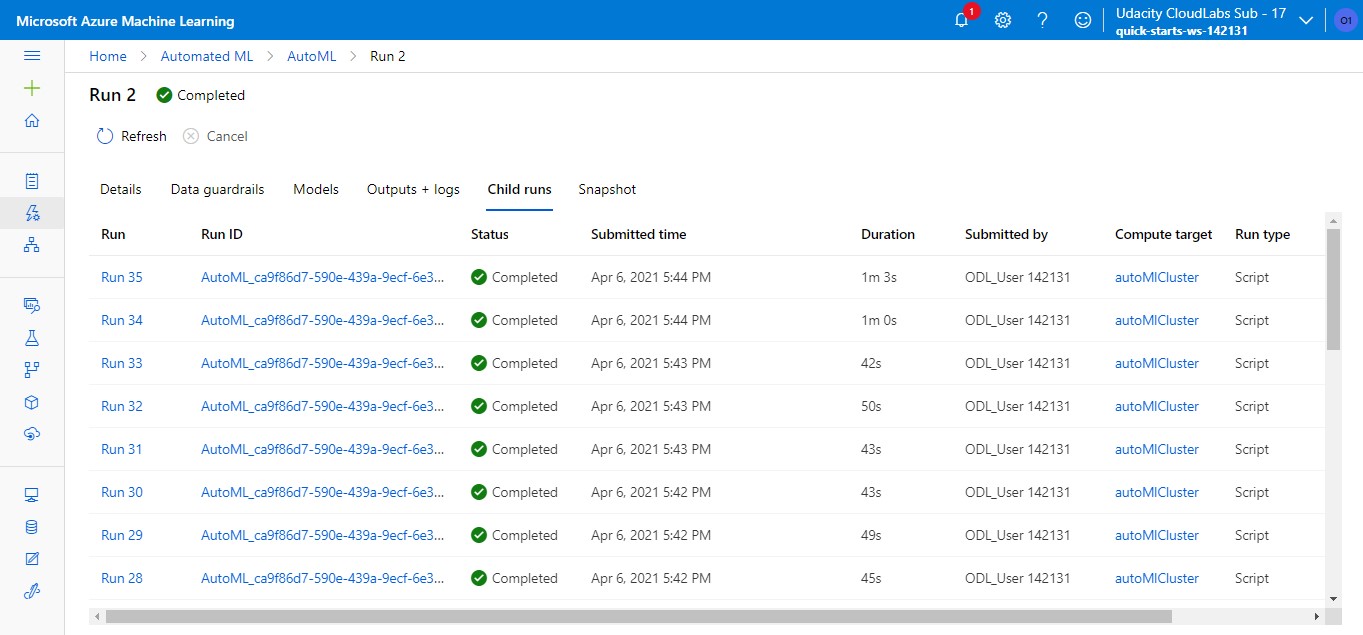 Microsoft Azure Machine Learning
1
Udacity CloudLabs Sub - 17
quick-starts-ws-142131
O1
Home > Automated ML > AutoML > Run 2
Run 2 Completed
Refresh Cancel
Details Data guardrails Models Outputs + logs Child runs Snapshot
Run Run ID Status Submitted time Duration Submitted by Compute target Run type
Run 35 AutoML_ca9f86d7-590e-439a-9ecf-6e3... Completed Apr 6, 2021 5:44 PM 1m 3s ODL_User 142131 autoMlCluster Script
Run 34 AutoML_ca9f86d7-590e-439a-9ecf-6e3... Completed Apr 6, 2021 5:44 PM 1m 0s ODL_User 142131 autoMlCluster Script
Run 33 AutoML_ca9f86d7-590e-439a-9ecf-6e3... Completed Apr 6, 2021 5:43 PM 42s ODL_User 142131 autoMlCluster Script
Run 32 AutoML_ca9f86d7-590e-439a-9ecf-6e3... Completed Apr 6, 2021 5:43 PM 50s ODL_User 142131 autoMlCluster Script
Run 31 AutoML_ca9f86d7-590e-439a-9ecf-6e3... Completed Apr 6, 2021 5:43 PM 43s ODL_User 142131 autoMlCluster Script
Run 30 AutoML_ca9f86d7-590e-439a-9ecf-6e3... Completed Apr 6, 2021 5:42 PM 43s ODL_User 142131 autoMlCluster Script
Run 29 AutoML_ca9f86d7-590e-439a-9ecf-6e3... Completed Apr 6, 2021 5:42 PM 49s ODL_User 142131 autoMlCluster Script
Run 28 AutoML_ca9f86d7-590e-439a-9ecf-6e3... Completed Apr 6, 2021 5:42 PM 45s ODL_User 142131 autoMlCluster Script